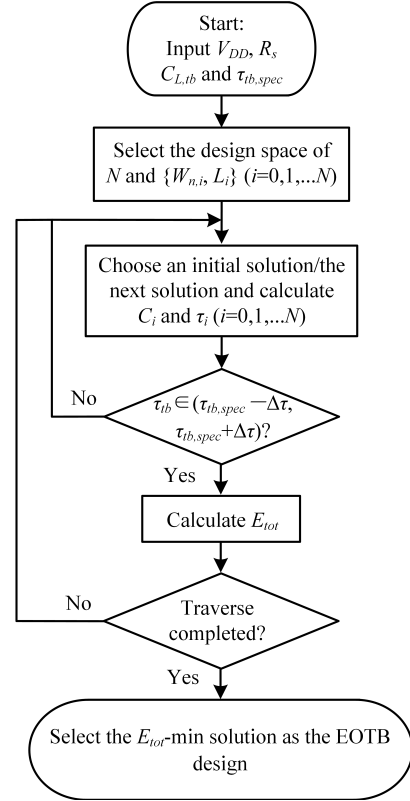 Start:
Input V_DD, R_s
C_L,tb and τ_tb,spec
Select the design space of
N and {W_n,i, L_i} (i=0,1,...N)
Choose an initial solution/the
next solution and calculate
C_i and τ_i (i=0,1,...N)
No
τ_tb∈(τ_tb,spec－Δτ,
τ_tb,spec+Δτ)?
Yes
Calculate E_tot
No
Traverse
completed?
Yes
Select the E_tot-min solution as the EOTB
design